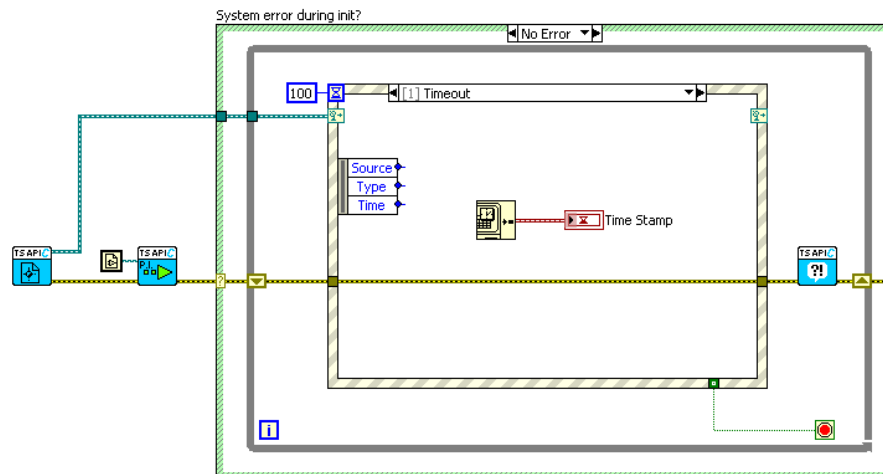 System error during init?
No Error
100
[1] Timeout
Source
Type
Time
Time Stamp
TS API C
TS API C
P.I.
TS API C
?!
?
i